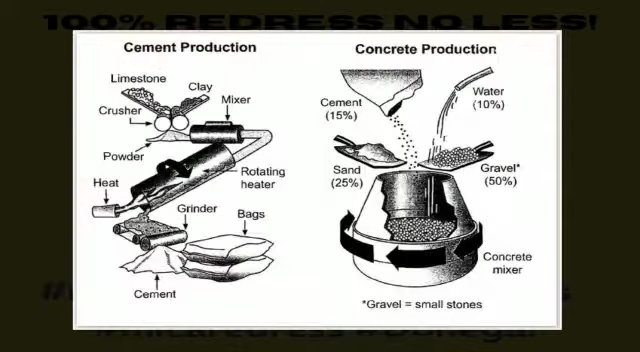 100% REDRESS NO LESS!
Cement Production
Limestone
Clay
Crusher
Mixer
Powder
Rotating
heater
Heat
Grinder
Bags
Cement
Concrete Production
Cement
(15%)
Water
(10%)
Sand
(25%)
Gravel*
(50%)
Concrete
mixer
*Gravel = small stones